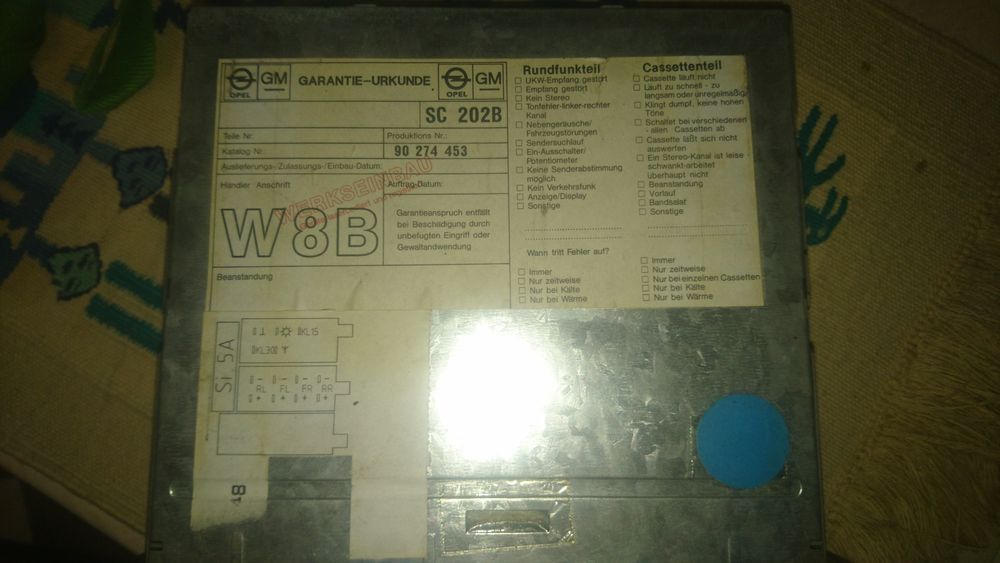 OPEL
GM
GARANTIE-URKUNDE
OPEL
GM
SC 202B
Teile Nr:
Produktions Nr.:
Katalog Nr:
90 274 453
Auslieferungs-/Zulassungs-/Einbau-Datum:
Händler Anschrift
Auftrag-Datum:
WERKSEINBAU
W8B
Garantieanspruch entfällt
bei Beschädigung durch
unbefugten Eingriff oder
Gewaltandwendung
Beanstandung
Rundfunkteil
UKW-Empfang gestört
Empfang gestört
Kein Stereo
Tonfehler-linker-rechter
Kanal
Nebengeräusche/
Fahrzeugstörungen
Sendersuchlauf
Ein-Ausschalter/
Potentiometer
Keine Senderabstimmung
möglich
Kein Verkehrsfunk
Anzeige/Display
Sonstige
Wann tritt Fehler auf?
Immer
Nur zeitweise
Nur bei Kälte
Nur bei Wärme
Cassettenteil
Cassette läuft nicht
Läuft zu schnell - zu
langsam oder unregelmäßig
Klingt dumpf, keine hohen
Töne
Schaltet bei verschiedenen
- allen Cassetten ab
Cassette läßt sich nicht
auswerfen
Ein Stereo-Kanal ist leise -
schwankt-arbeitet
überhaupt nicht
Beanstandung
Vorlauf
Bandsalat
Sonstige
Immer
Nur zeitweise
Nur bei einzelnen Cassetten
Nur bei Kälte
Nur bei Wärme
Si. 5A
KL15
KL30
- - - -
RL FL FR RR
+ + + +
48